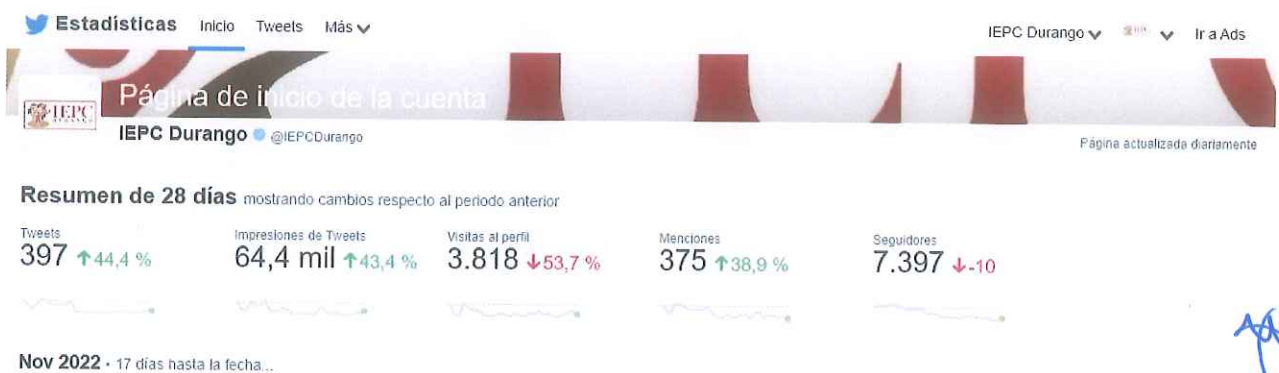 Estadísticas Inicio Tweets Más IEPC Durango Ir a Ads
Página de inicio de la cuenta
IEPC
IEPC Durango @IEPCDurango
Página actualizada diariamente
Resumen de 28 días mostrando cambios respecto al periodo anterior
Tweets Impresiones de Tweets Visitas al perfil Menciones Seguidores
397 ↑44,4 % 64,4 mil ↑43,4 % 3.818 ↓53,7 % 375 ↑38,9 % 7.397 ↓-10
Nov 2022 • 17 días hasta la fecha...